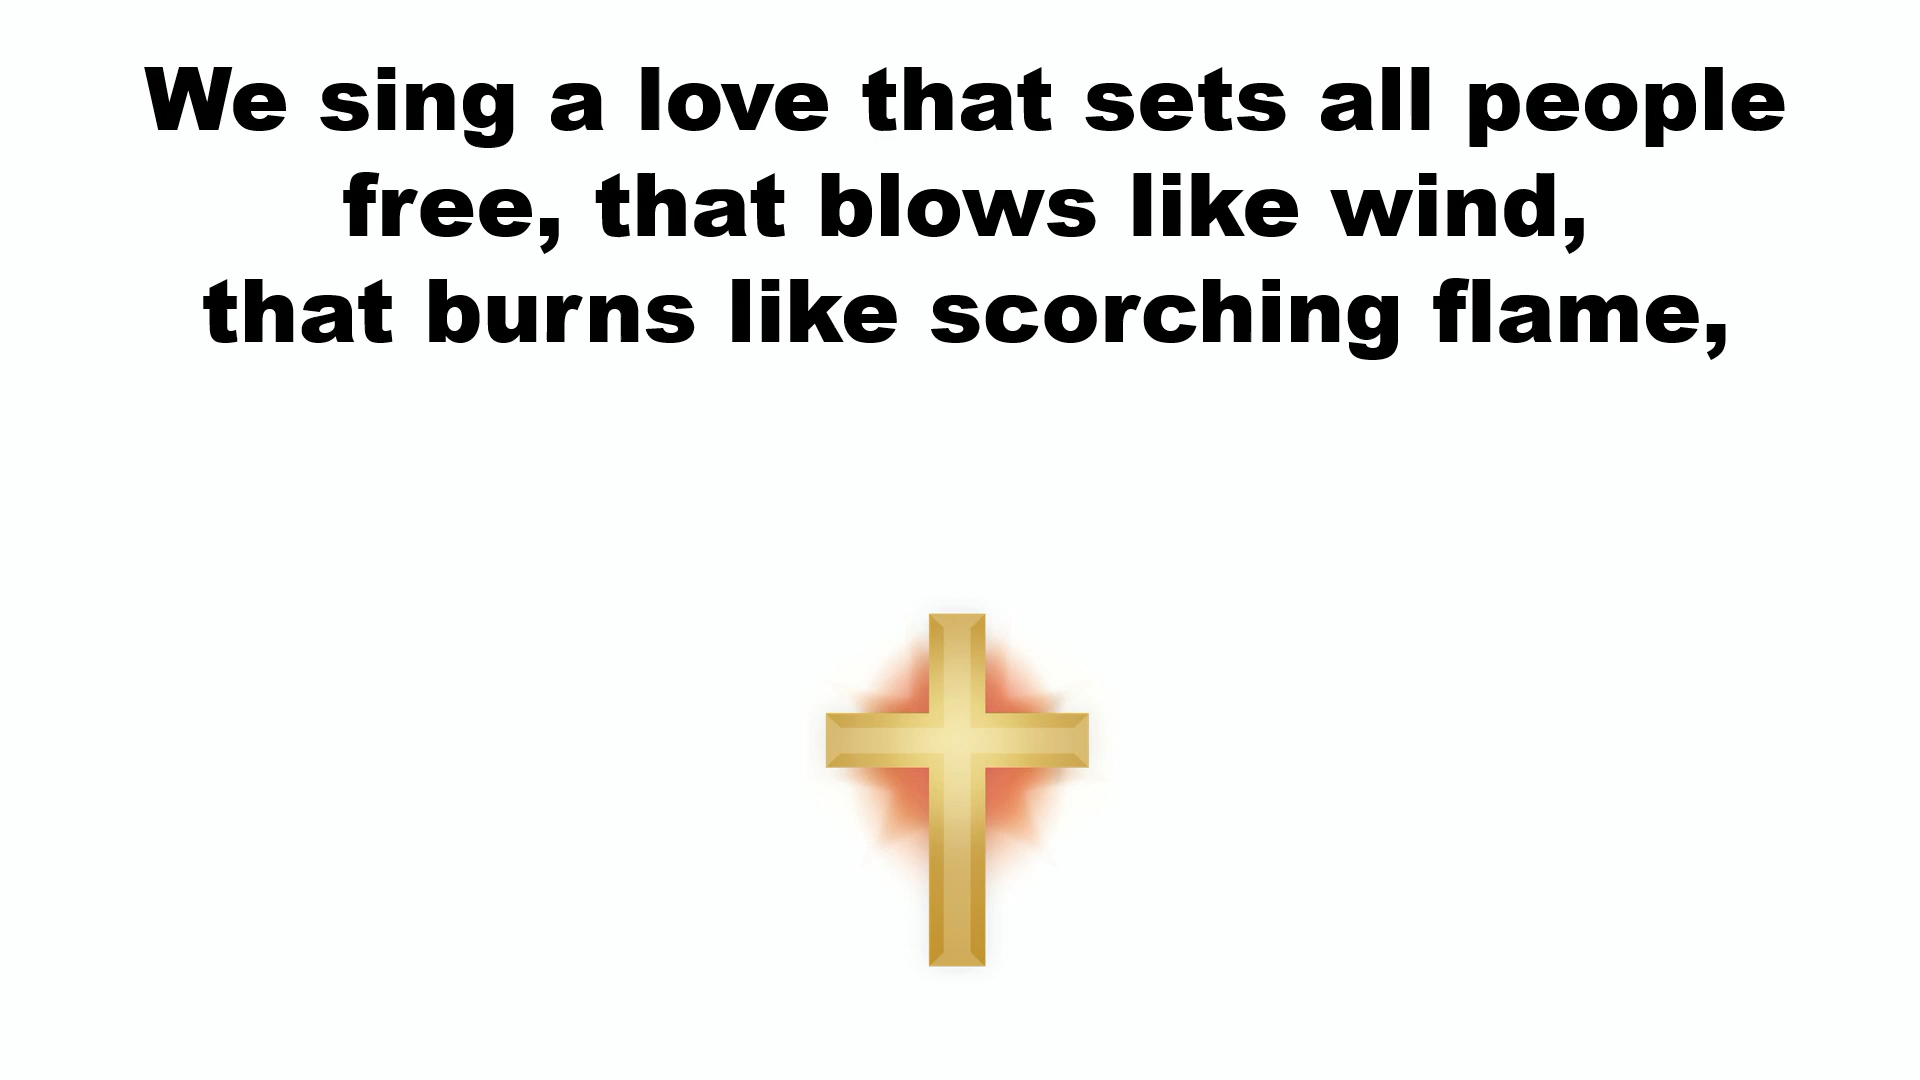 We sing a love that sets all people
free, that blows like wind,
that burns like scorching flame,